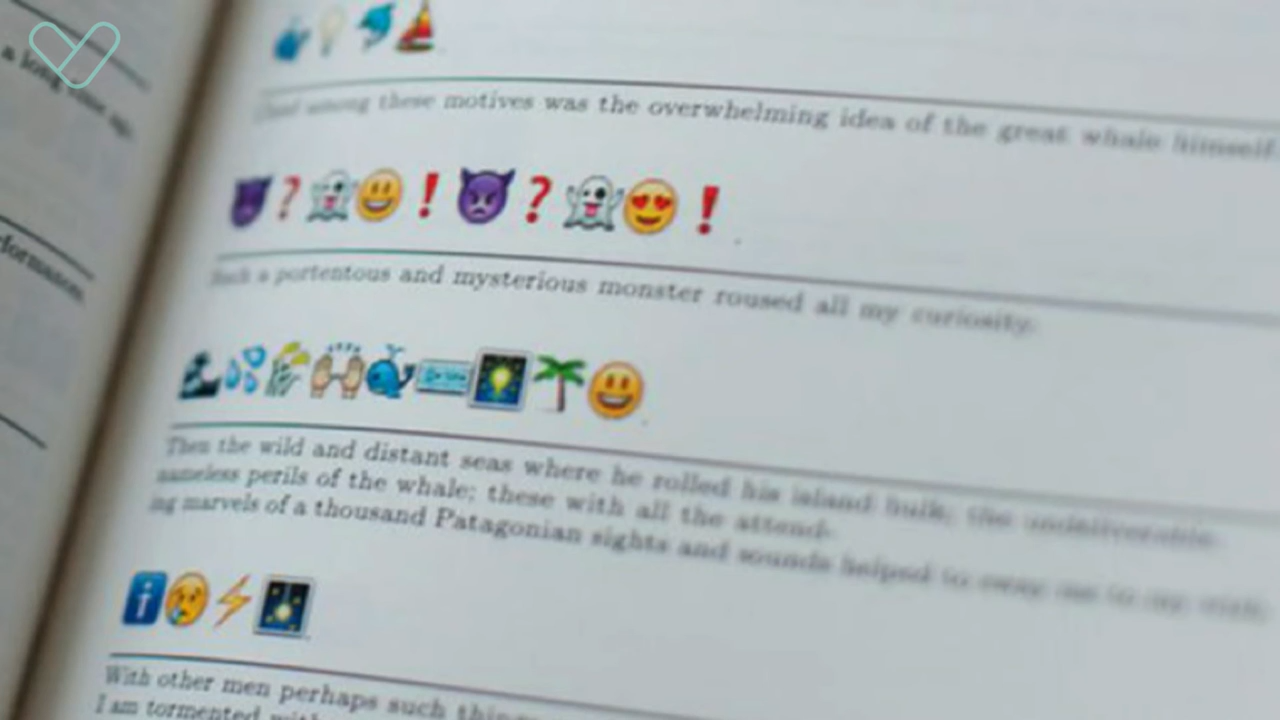 a long
formances
among these motives was the overwhelming idea of the great whale himself.
Such a portentous and mysterious monster roused all my curiosity.
Then the wild and distant seas where he rolled his island bulk; the undeliverable
nameless perils of the whale; these with all the attend-
ing marvels of a thousand Patagonian sights and sounds helped to sway me to my wish.
With other men perhaps such things
I am tormented with